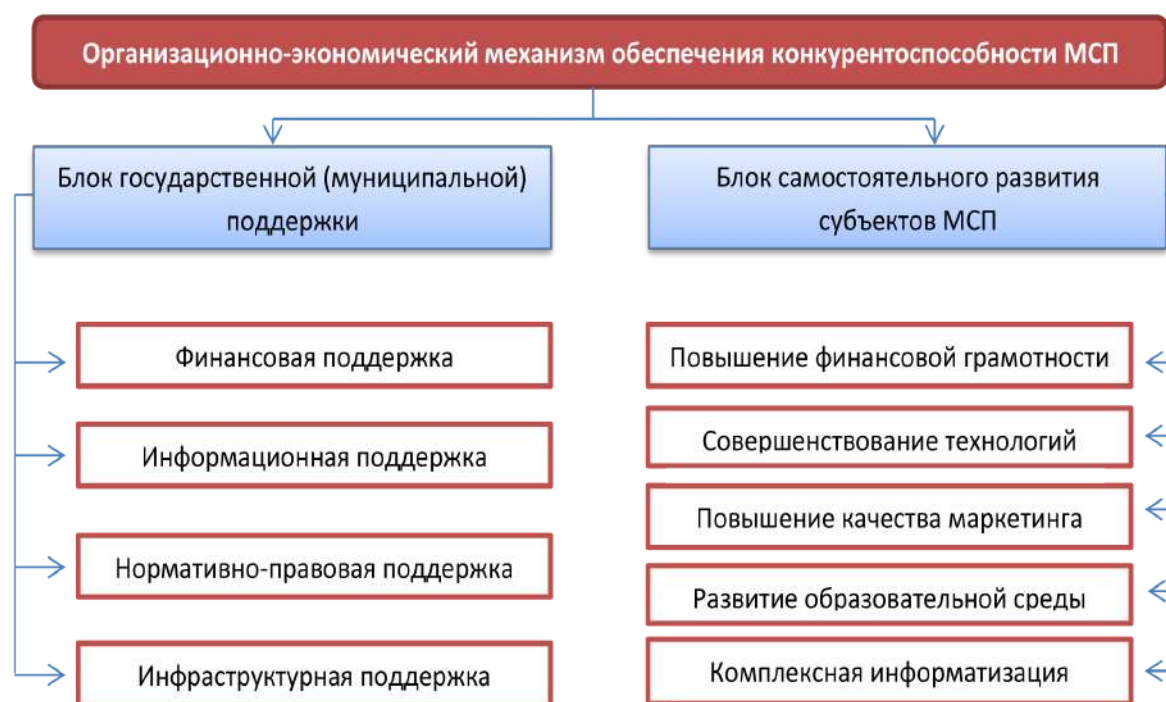 Организационно-экономический механизм обеспечения конкурентоспособности МСП
Блок государственной (муниципальной)
поддержки
Финансовая поддержка
Информационная поддержка
Нормативно-правовая поддержка
Инфраструктурная поддержка
Блок самостоятельного развития
субъектов МСП
Повышение финансовой грамотности
Совершенствование технологий
Повышение качества маркетинга
Развитие образовательной среды
Комплексная информатизация